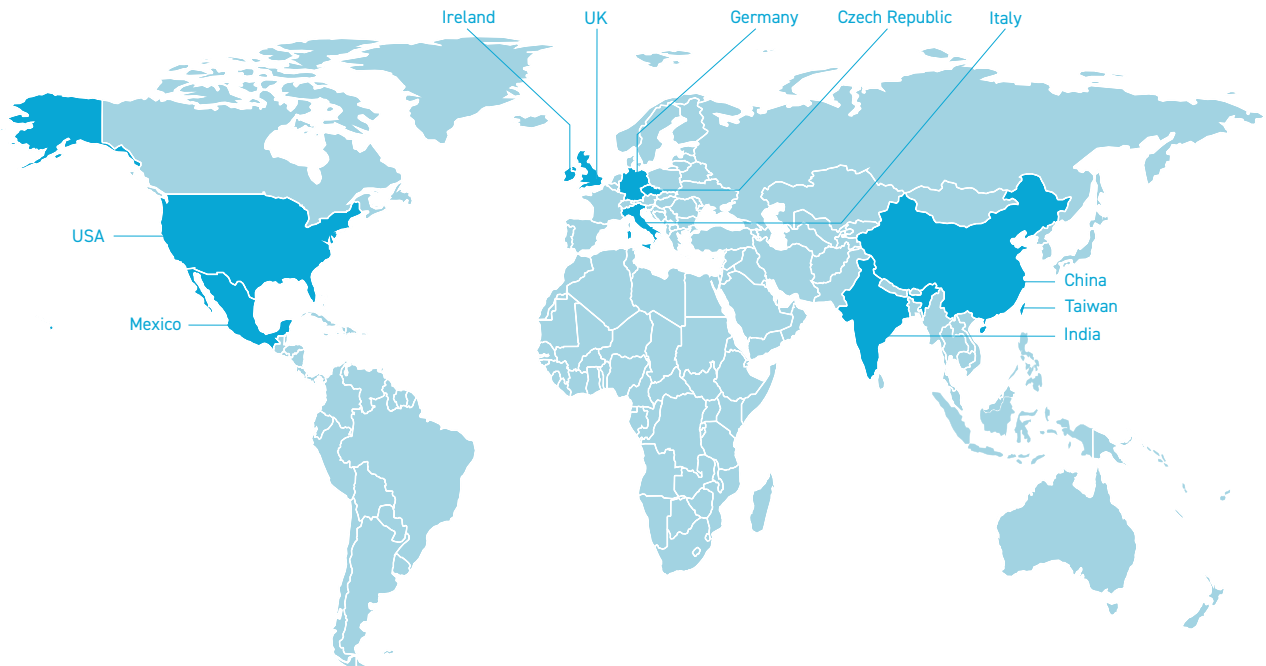 Ireland
UK
Germany
Czech Republic
Italy
USA
China
Taiwan
Mexico
India